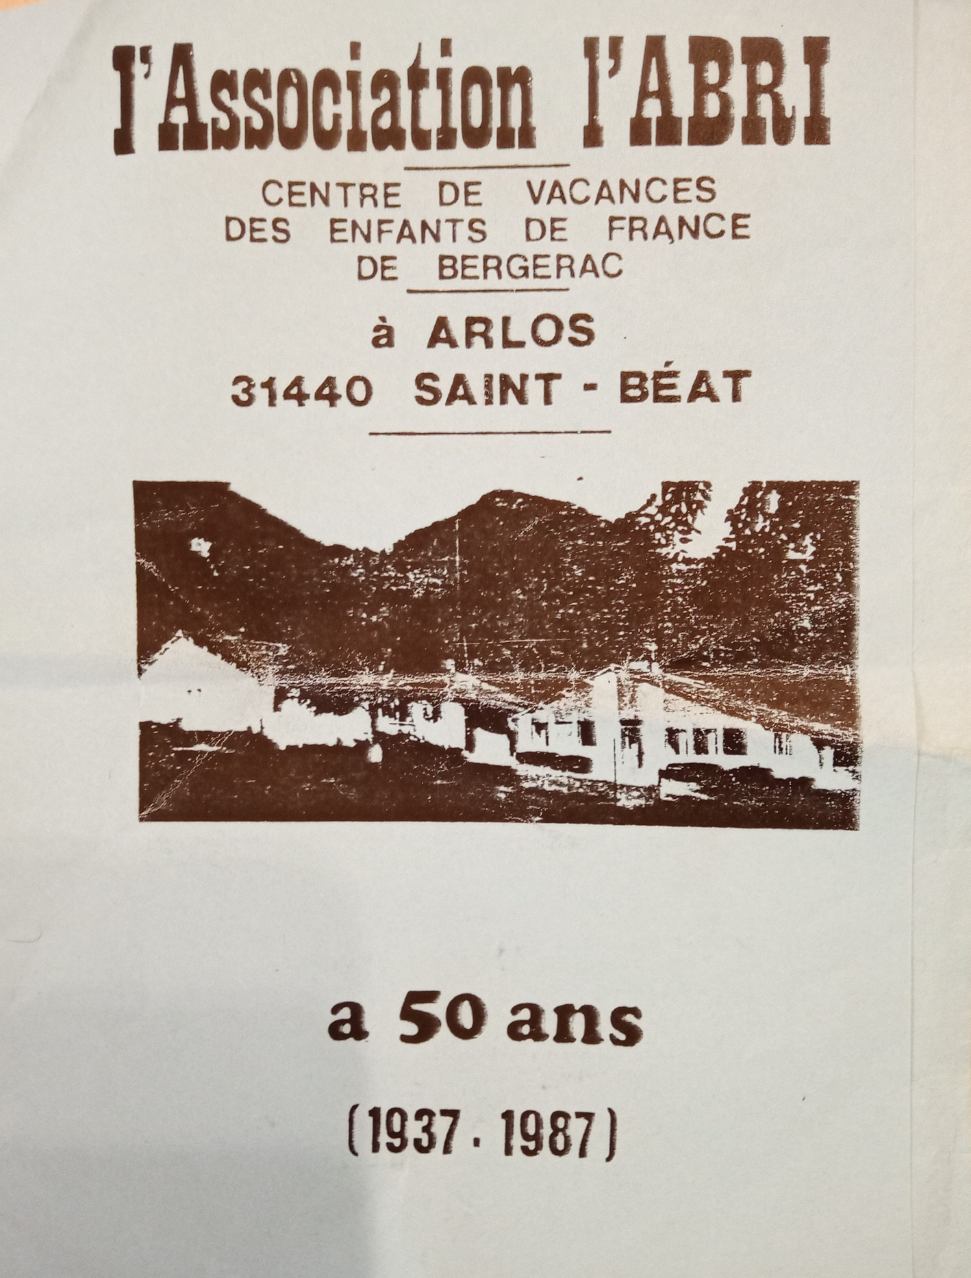 l'Association l'ABRI
CENTRE DE VACANCES
DES ENFANTS DE FRANCE
DE BERGERAC
à ARLOS
31440 SAINT - BÉAT
a 50 ans
(1937 . 1987)